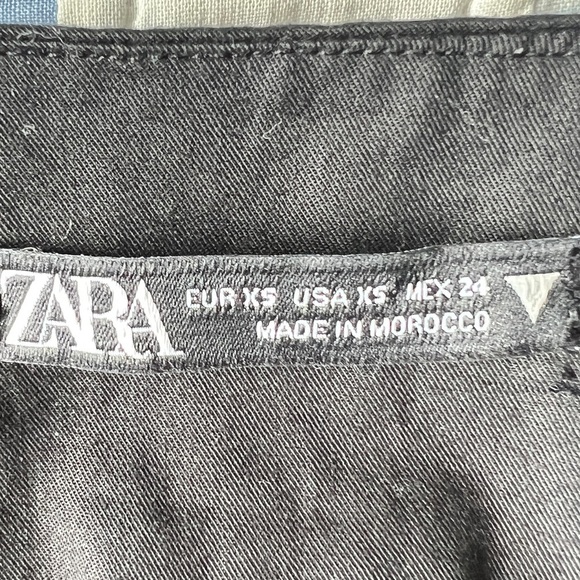 ZARA
EUR XS USA XS MEX 24
MADE IN MOROCCO